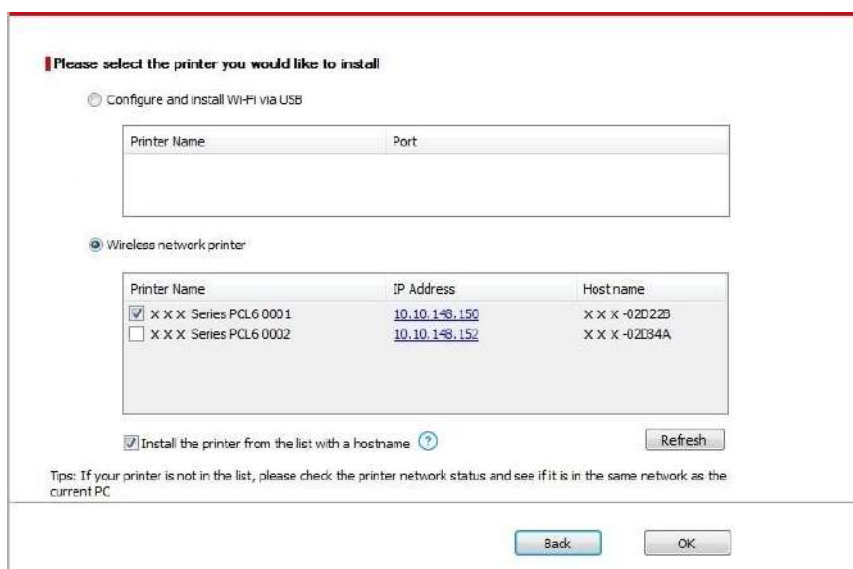 Please select the printer you would like to install
Configure and install Wi-Fi via USB
Printer Name Port
Wireless network printer
Printer Name IP Address Host name
X X X Series PCL6 0001 10.10.148.150 X X X -02D22B
X X X Series PCL6 0002 10.10.148.152 X X X -02D34A
Install the printer from the list with a hostname ?
Refresh
Tips: If your printer is not in the list, please check the printer network status and see if it is in the same network as the
current PC
Back OK